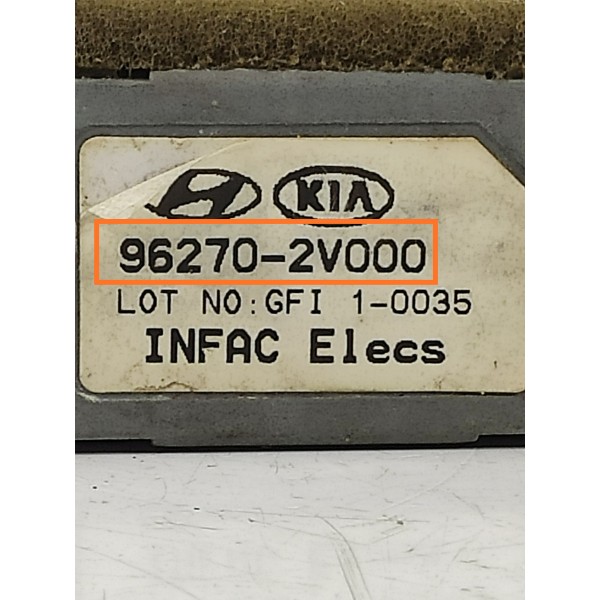 KIA
96270-2V000
LOT NO:GFI 1-0035
INFAC Elecs